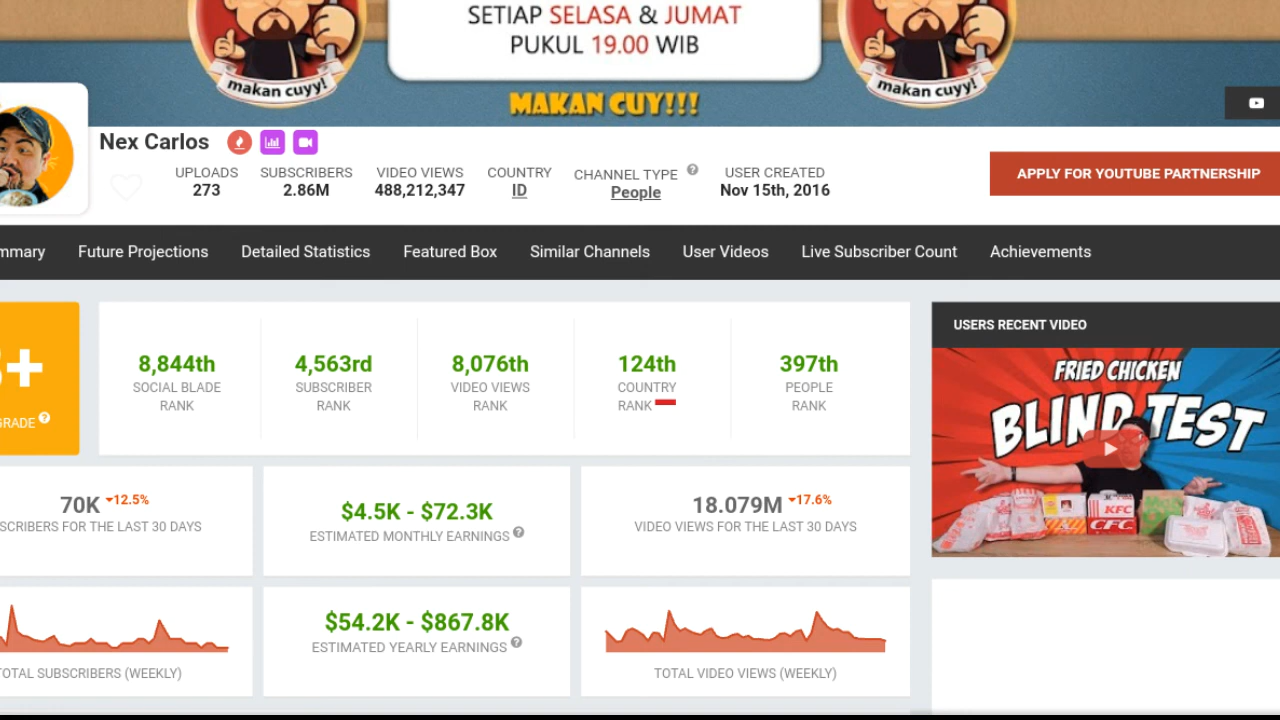 SETIAP SELASA & JUMAT
PUKUL 19.00 WIB
makan cuyy!
makan cuyy!
MAKAN CUY!!!
Nex Carlos
UPLOADS
273
SUBSCRIBERS
2.86M
VIDEO VIEWS
488,212,347
COUNTRY
ID
CHANNEL TYPE ?
People
USER CREATED
Nov 15th, 2016
APPLY FOR YOUTUBE PARTNERSHIP
mmary
Future Projections
Detailed Statistics
Featured Box
Similar Channels
User Videos
Live Subscriber Count
Achievements
+
GRADE ?
8,844th
SOCIAL BLADE
RANK
4,563rd
SUBSCRIBER
RANK
8,076th
VIDEO VIEWS
RANK
124th
COUNTRY
RANK
397th
PEOPLE
RANK
USERS RECENT VIDEO
FRIED CHICKEN
BLIND TEST
KFC
CFC
70K 12.5%
SCRIBERS FOR THE LAST 30 DAYS
$4.5K - $72.3K
ESTIMATED MONTHLY EARNINGS ?
18.079M 17.6%
VIDEO VIEWS FOR THE LAST 30 DAYS
TOTAL SUBSCRIBERS (WEEKLY)
$54.2K - $867.8K
ESTIMATED YEARLY EARNINGS ?
TOTAL VIDEO VIEWS (WEEKLY)